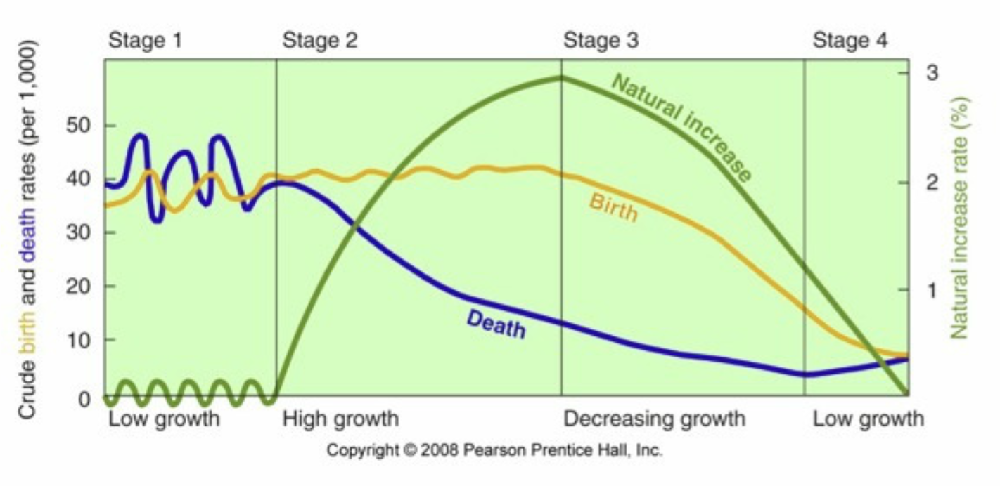 Stage 1
Stage 2
Stage 3
Stage 4
Crude birth and death rates (per 1,000)
50
40
30
20
10
0
3
2
1
Natural increase rate (%)
Natural increase
Birth
Death
Low growth
High growth
Decreasing growth
Low growth
Copyright © 2008 Pearson Prentice Hall, Inc.